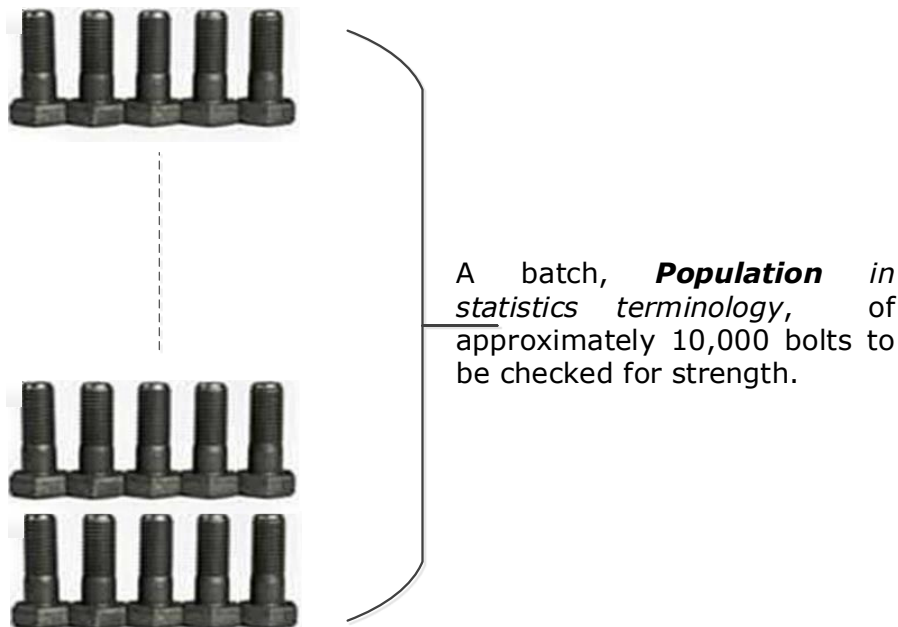 A batch, Population in
statistics terminology, of
approximately 10,000 bolts to
be checked for strength.